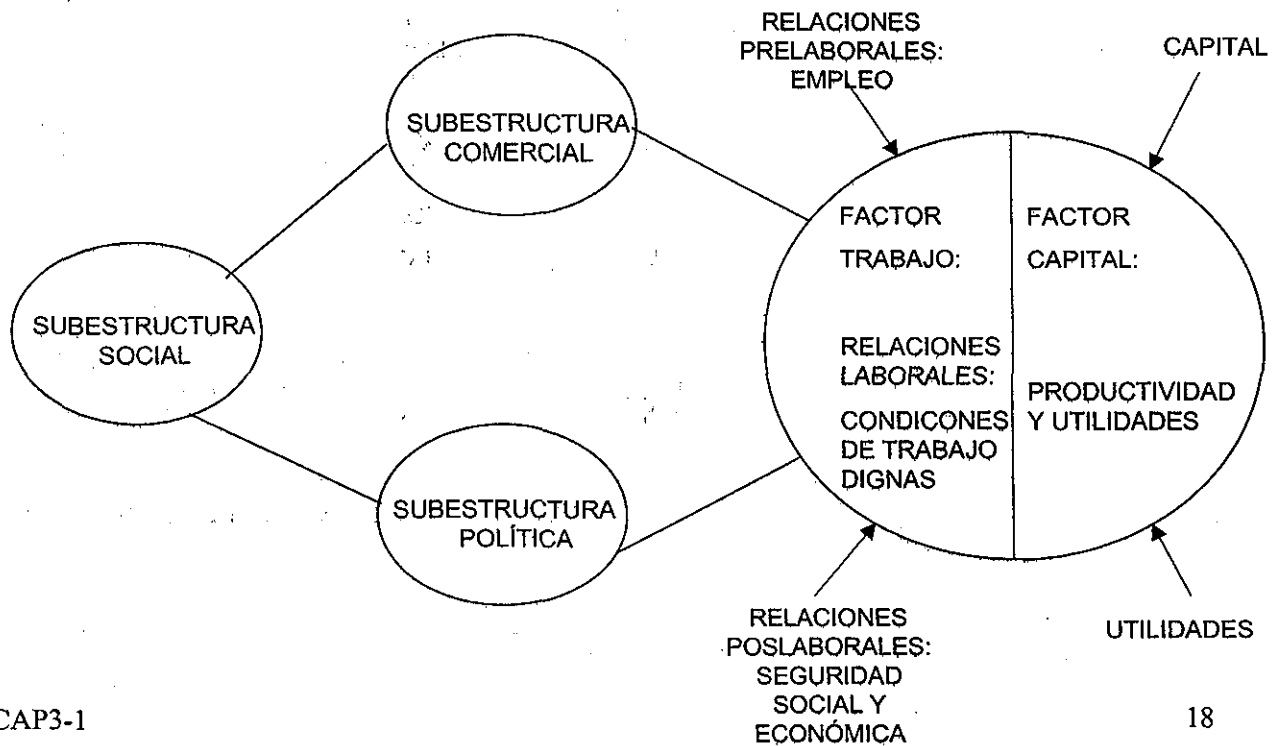 RELACIONES
PRELABORALES:
EMPLEO
CAPITAL
SUBESTRUCTURA
COMERCIAL
FACTOR
TRABAJO:
FACTOR
CAPITAL:
SUBESTRUCTURA
SOCIAL
RELACIONES
LABORALES:
CONDICONES
DE TRABAJO
DIGNAS
PRODUCTIVIDAD
Y UTILIDADES
SUBESTRUCTURA
POLÍTICA
RELACIONES
POSLABORALES:
SEGURIDAD
SOCIAL Y
ECONÓMICA
UTILIDADES
CAP3-1
18